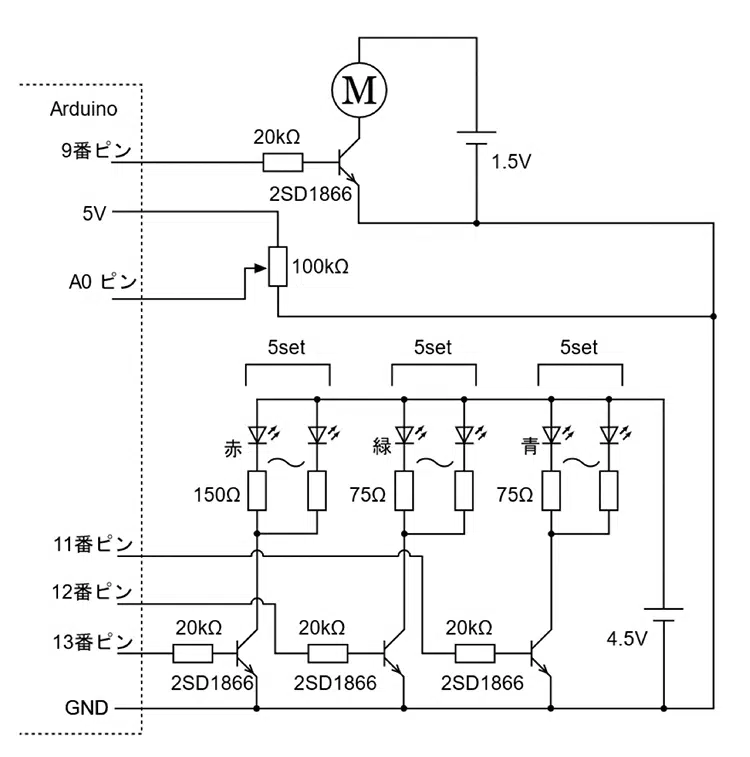 M
Arduino
20kΩ
9番ピン
1.5V
2SD1866
5V
100kΩ
A0 ピン
5set 5set 5set
赤 緑 青
150Ω 75Ω 75Ω
11番ピン
12番ピン
20kΩ 20kΩ 20kΩ
13番ピン
4.5V
2SD1866 2SD1866 2SD1866
GND